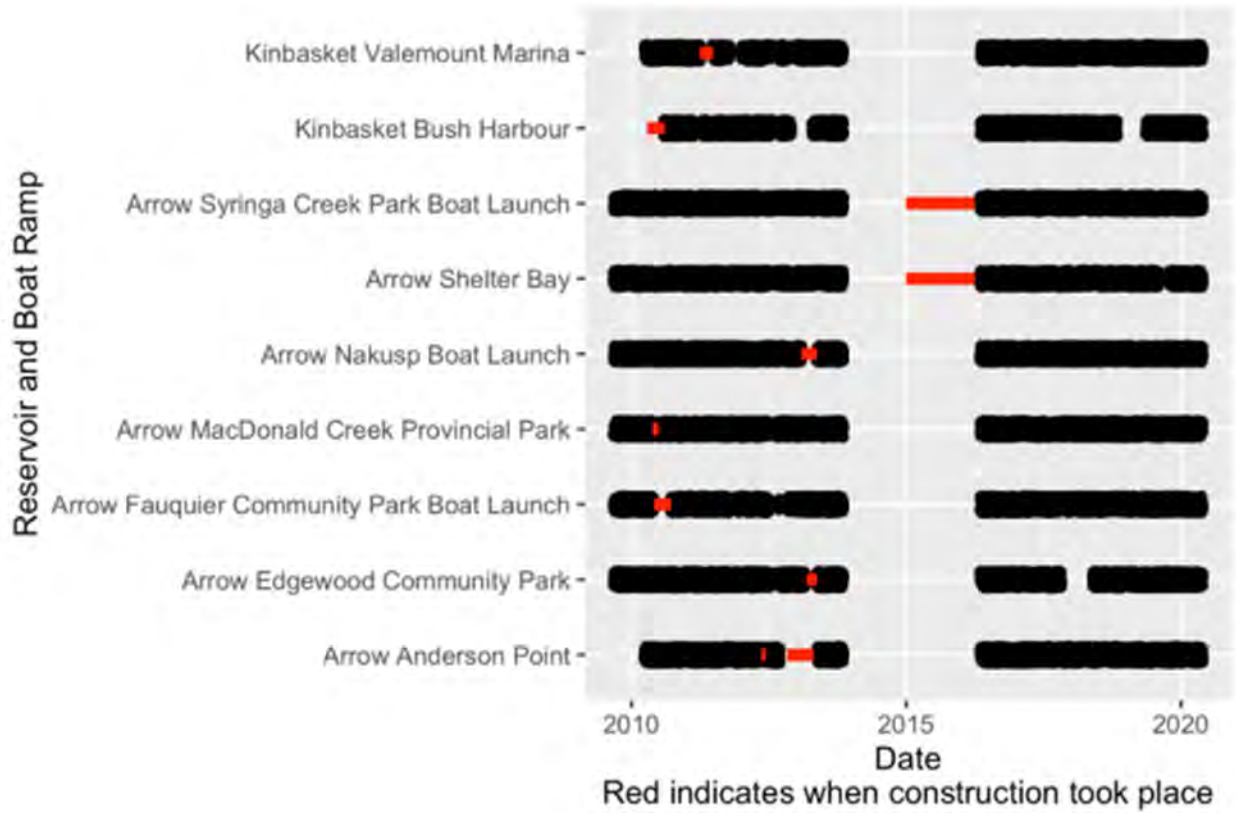 Reservoir and Boat Ramp
Kinbasket Valemount Marina
Kinbasket Bush Harbour
Arrow Syringa Creek Park Boat Launch
Arrow Shelter Bay
Arrow Nakusp Boat Launch
Arrow MacDonald Creek Provincial Park
Arrow Fauquier Community Park Boat Launch
Arrow Edgewood Community Park
Arrow Anderson Point
2010 2015 2020
Date
Red indicates when construction took place